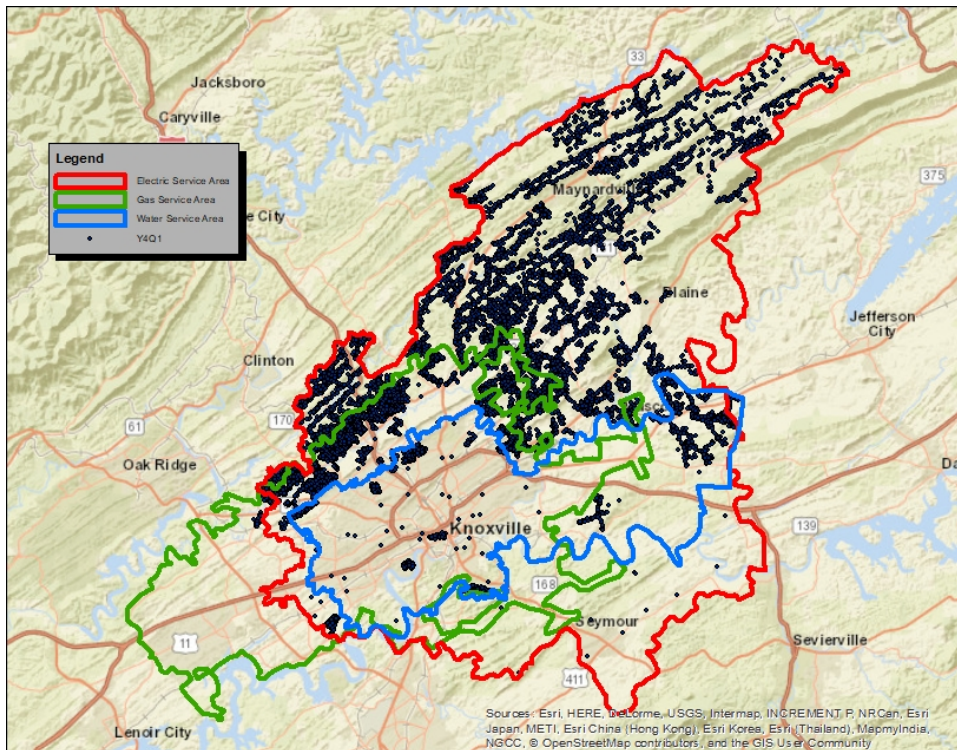 33
Jacksboro
Caryville
Legend
Electric Service Area
Gas Service Area
Water Service Area
Y4Q1
375
Maynardville
e City
Blaine
Jefferson
City
Clinton
170
61
Oak Ridge
Da
Knoxville
139
168
Seymour
11
Sevierville
411
Lenoir City
Sources: Esri, HERE, DeLorme, USGS, Intermap, INCREMENT P, NRCan, Esri
Japan, METI, Esri China (Hong Kong), Esri Korea, Esri (Thailand), MapmyIndia,
NGCC, © OpenStreetMap contributors, and the GIS User Community